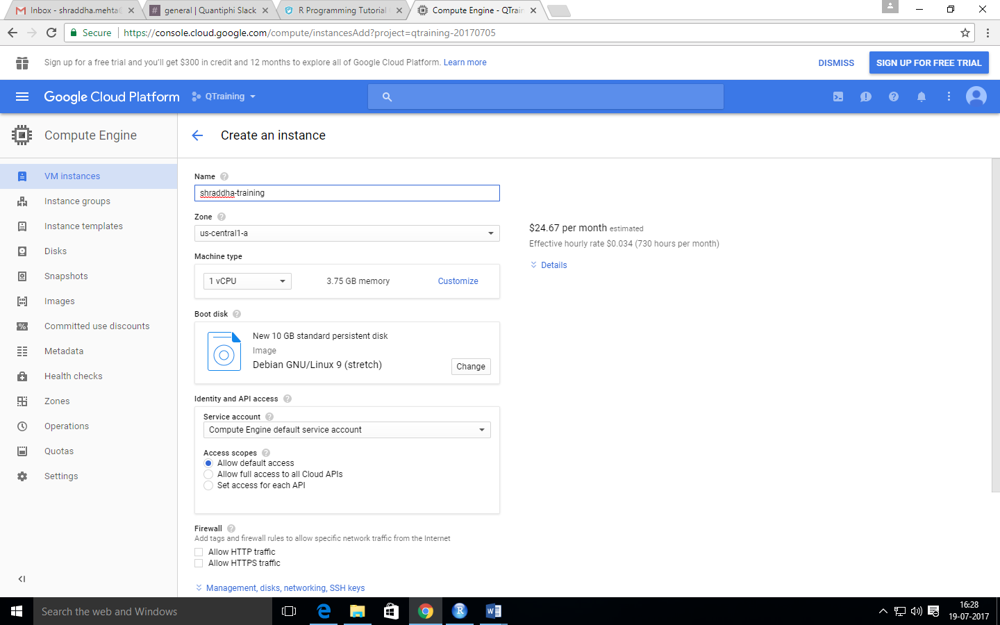 Inbox - shraddha.mehta
general | Quantiphi Slack
R Programming Tutorial
Compute Engine - QTrain
Secure
https://console.cloud.google.com/compute/instancesAdd?project=qtraining-20170705
Sign up for a free trial and you'll get $300 in credit and 12 months to explore all of Google Cloud Platform. Learn more
DISMISS
SIGN UP FOR FREE TRIAL
Google Cloud Platform
QTraining
Compute Engine
Create an instance
VM instances
Instance groups
Instance templates
Disks
Snapshots
Images
Committed use discounts
Metadata
Health checks
Zones
Operations
Quotas
Settings
Name
shraddha-training
Zone
us-central1-a
Machine type
1 vCPU
3.75 GB memory
Customize
Boot disk
New 10 GB standard persistent disk
Image
Debian GNU/Linux 9 (stretch)
Change
Identity and API access
Service account
Compute Engine default service account
Access scopes
Allow default access
Allow full access to all Cloud APIs
Set access for each API
Firewall
Add tags and firewall rules to allow specific network traffic from the Internet
Allow HTTP traffic
Allow HTTPS traffic
Management, disks, networking, SSH keys
$24.67 per month estimated
Effective hourly rate $0.034 (730 hours per month)
Details
Search the web and Windows
16:28
19-07-2017